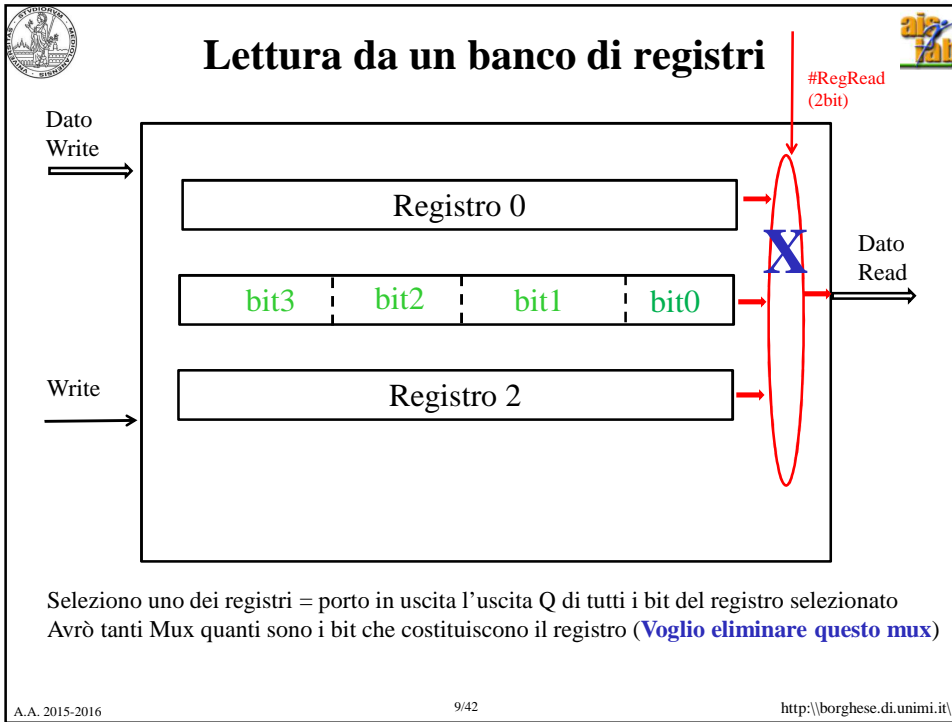 Lettura da un banco di registri
ais
lab
#RegRead
(2bit)
Dato
Write
Registro 0
X
Dato
Read
bit3 bit2 bit1 bit0
Write
Registro 2
Seleziono uno dei registri = porto in uscita l’uscita Q di tutti i bit del registro selezionato
Avrò tanti Mux quanti sono i bit che costituiscono il registro (Voglio eliminare questo mux)
A.A. 2015-2016 9/42 http:\\borghese.di.unimi.it\